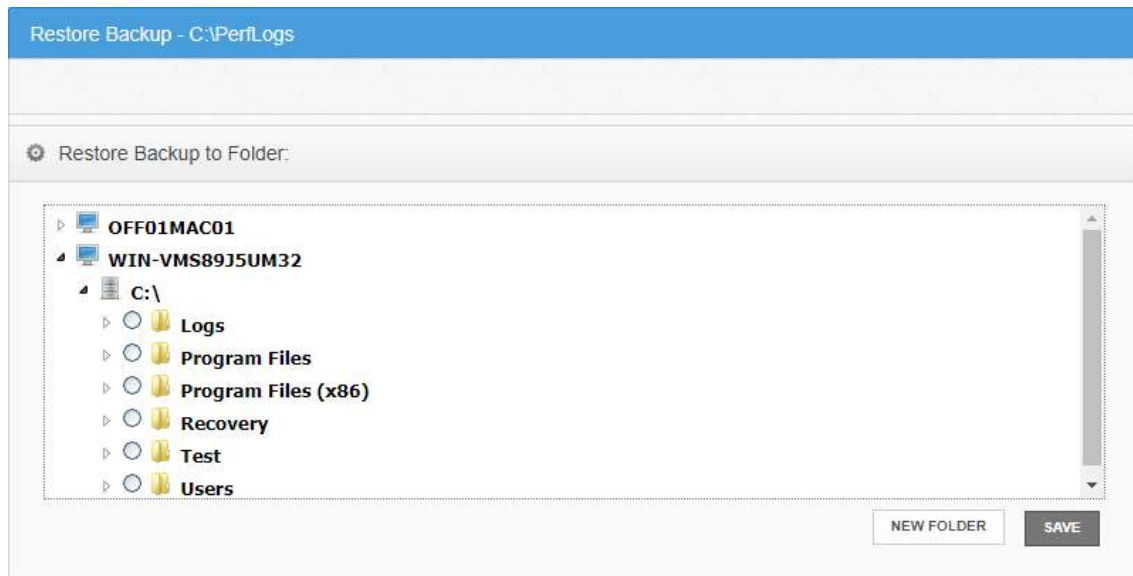 Restore Backup - C:\PerfLogs
Restore Backup to Folder:
OFF01MAC01
WIN-VMS89J5UM32
C:\
Logs
Program Files
Program Files (x86)
Recovery
Test
Users
NEW FOLDER
SAVE